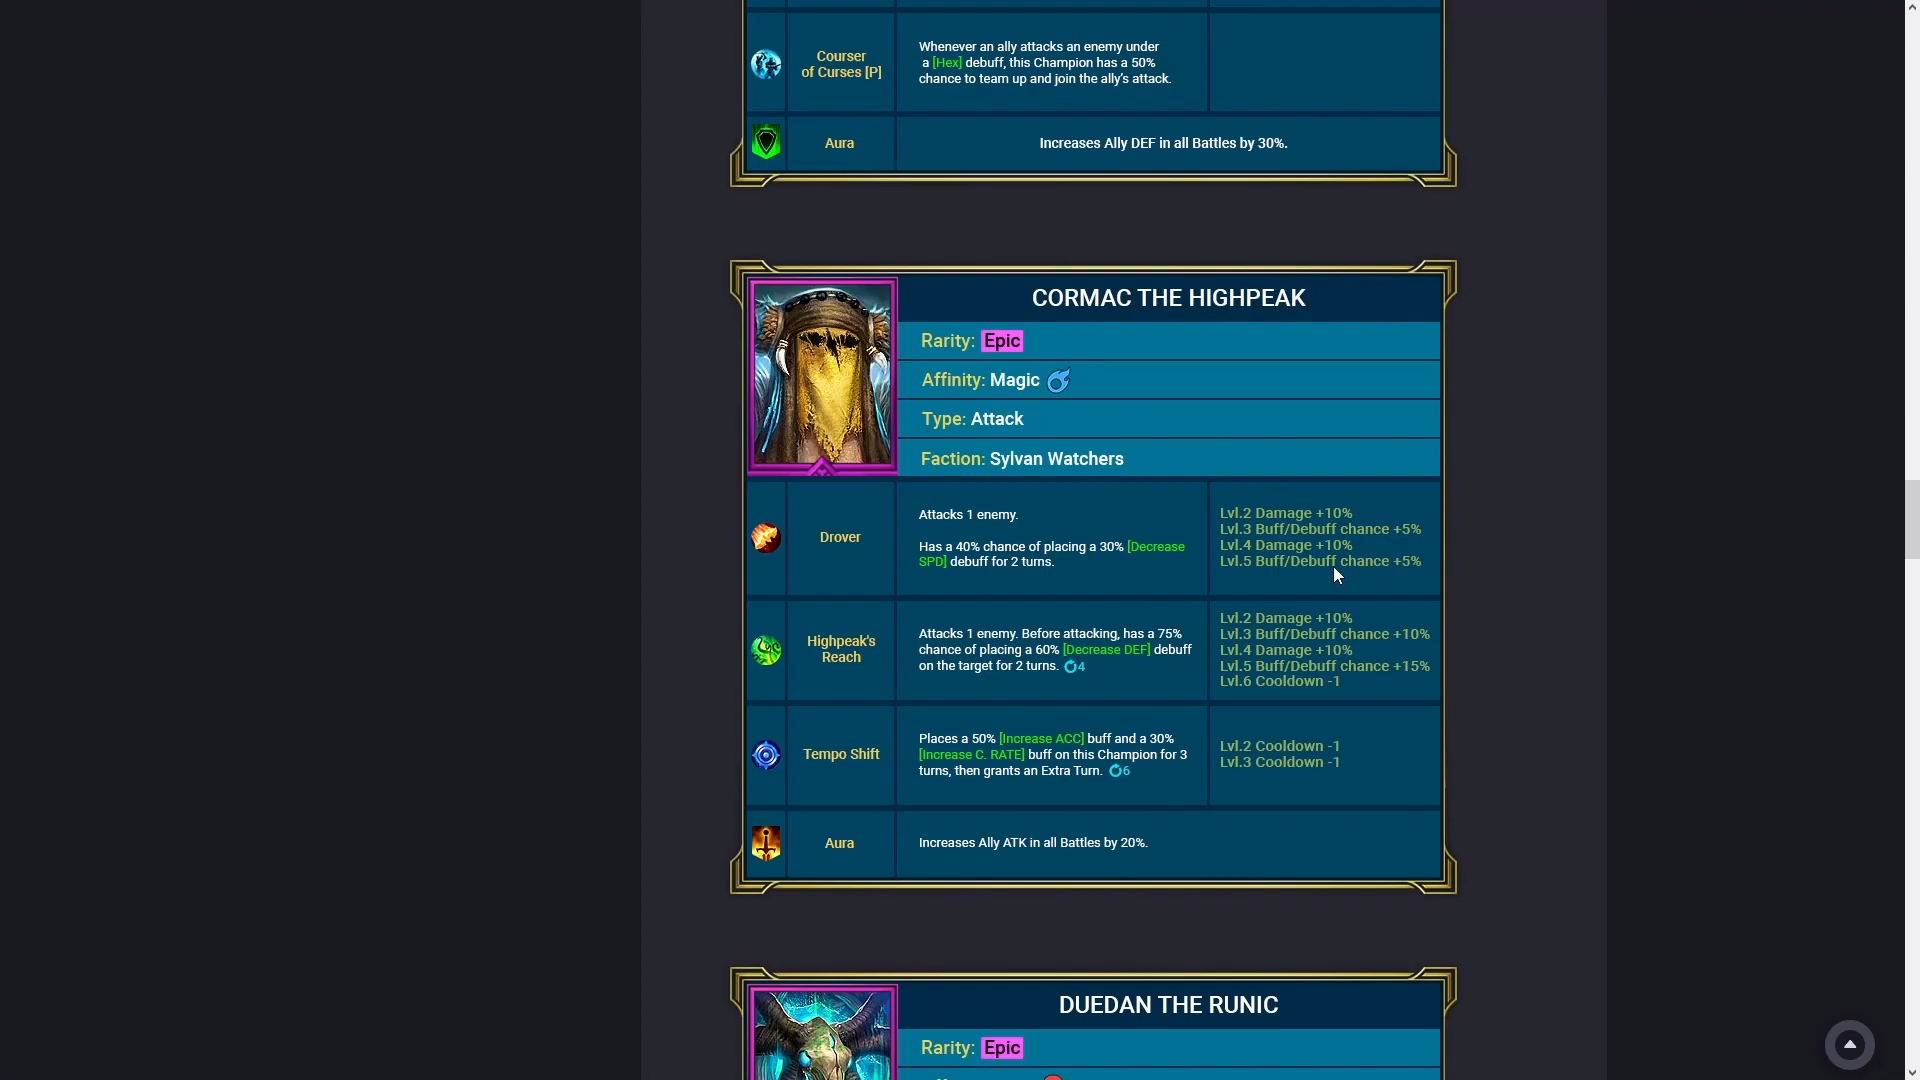 Courser
of Curses [P]
Whenever an ally attacks an enemy under
a [Hex] debuff, this Champion has a 50%
chance to team up and join the ally's attack.
Aura
Increases Ally DEF in all Battles by 30%.
CORMAC THE HIGHPEAK
Rarity: Epic
Affinity: Magic
Type: Attack
Faction: Sylvan Watchers
Drover
Attacks 1 enemy.
Has a 40% chance of placing a 30% [Decrease
SPD] debuff for 2 turns.
Lvl.2 Damage +10%
Lvl.3 Buff/Debuff chance +5%
Lvl.4 Damage +10%
Lvl.5 Buff/Debuff chance +5%
Highpeak's
Reach
Attacks 1 enemy. Before attacking, has a 75%
chance of placing a 60% [Decrease DEF] debuff
on the target for 2 turns. 4
Lvl.2 Damage +10%
Lvl.3 Buff/Debuff chance +10%
Lvl.4 Damage +10%
Lvl.5 Buff/Debuff chance +15%
Lvl.6 Cooldown -1
Tempo Shift
Places a 50% [Increase ACC] buff and a 30%
[Increase C. RATE] buff on this Champion for 3
turns, then grants an Extra Turn. 6
Lvl.2 Cooldown -1
Lvl.3 Cooldown -1
Aura
Increases Ally ATK in all Battles by 20%.
DUEDAN THE RUNIC
Rarity: Epic